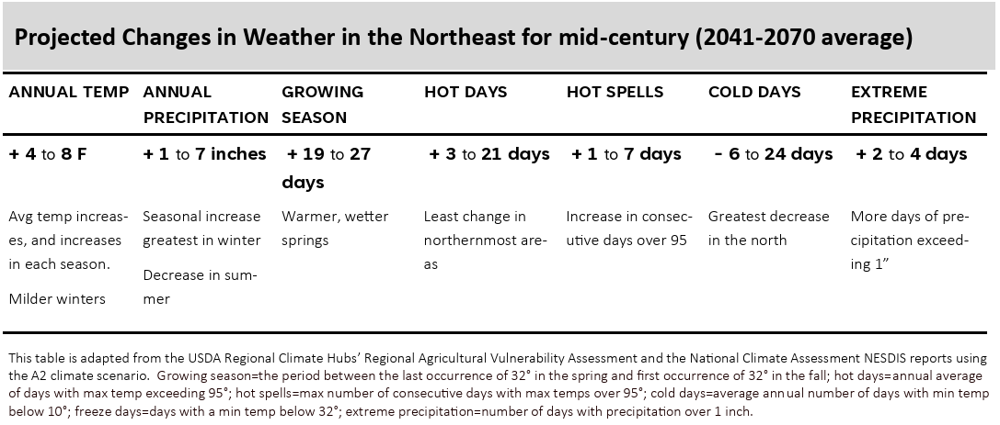 Projected Changes in Weather in the Northeast for mid-century (2041-2070 average)
ANNUAL TEMP
ANNUAL
PRECIPITATION
GROWING
SEASON
HOT DAYS
HOT SPELLS
COLD DAYS
EXTREME
PRECIPITATION
+ 4 to 8 F
+ 1 to 7 inches
+ 19 to 27
days
+ 3 to 21 days
+ 1 to 7 days
- 6 to 24 days
+ 2 to 4 days
Avg temp increas-
es, and increases
in each season.
Milder winters
Seasonal increase
greatest in winter
Decrease in sum-
mer
Warmer, wetter
springs
Least change in
northernmost are-
as
Increase in consec-
utive days over 95
Greatest decrease
in the north
More days of pre-
cipitation exceed-
ing 1”
This table is adapted from the USDA Regional Climate Hubs’ Regional Agricultural Vulnerability Assessment and the National Climate Assessment NESDIS reports using
the A2 climate scenario.  Growing season=the period between the last occurrence of 32° in the spring and first occurrence of 32° in the fall; hot days=annual average
of days with max temp exceeding 95°; hot spells=max number of consecutive days with max temps over 95°; cold days=average annual number of days with min temp
below 10°; freeze days=days with a min temp below 32°; extreme precipitation=number of days with precipitation over 1 inch.